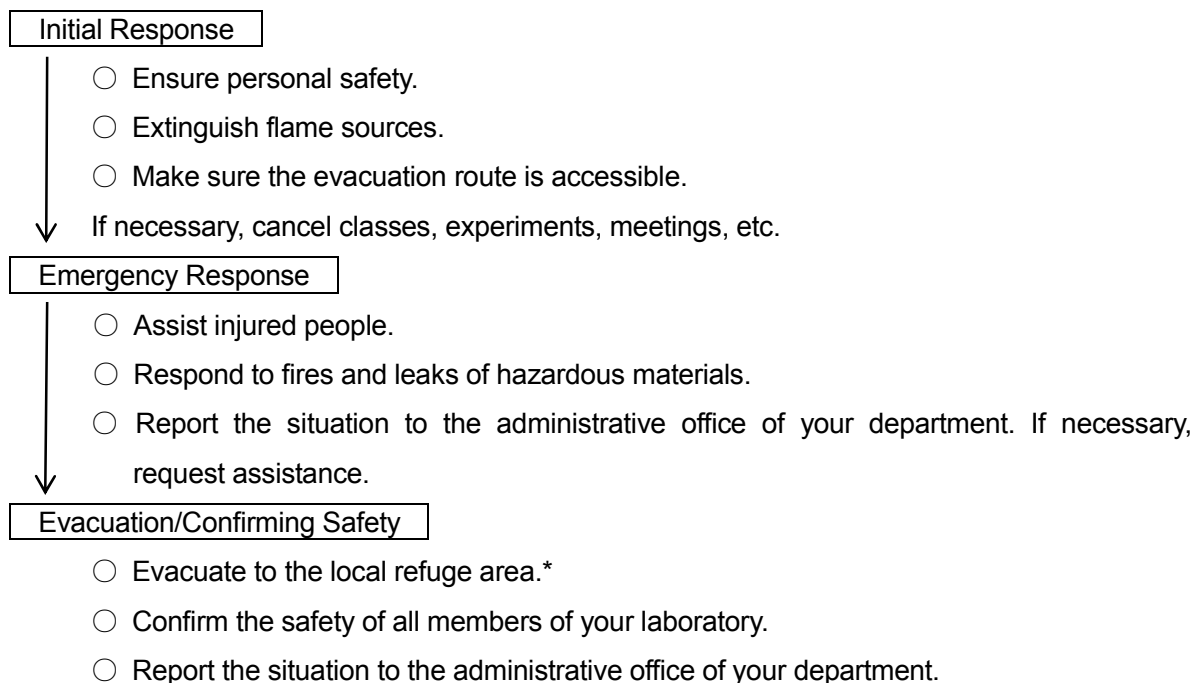 Initial Response
○ Ensure personal safety.
○ Extinguish flame sources.
○ Make sure the evacuation route is accessible.
If necessary, cancel classes, experiments, meetings, etc.
Emergency Response
○ Assist injured people.
○ Respond to fires and leaks of hazardous materials.
○ Report the situation to the administrative office of your department. If necessary,
request assistance.
Evacuation/Confirming Safety
○ Evacuate to the local refuge area.*
○ Confirm the safety of all members of your laboratory.
○ Report the situation to the administrative office of your department.